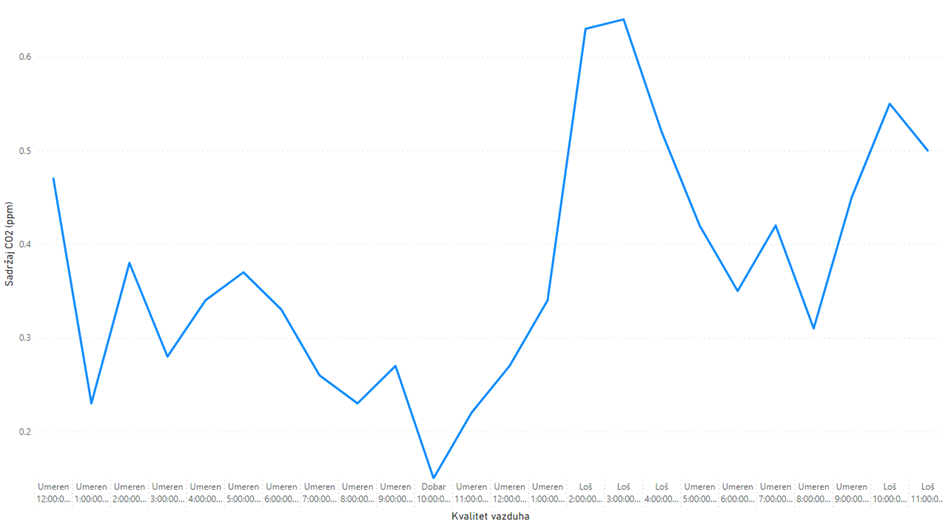 Sadržaj CO2 (ppm)
0.6
0.5
0.4
0.3
0.2
Umeren Umeren Umeren Umeren Umeren Umeren Umeren Umeren Umeren Umeren Dobar Umeren Umeren Umeren Loš Loš Loš Umeren Umeren Umeren Umeren Umeren Loš Loš
12:00:0... 1:00:00... 2:00:00... 3:00:00... 4:00:00... 5:00:00... 6:00:00... 7:00:00... 8:00:00... 9:00:00... 10:00:0... 11:00:0... 12:00:0... 1:00:00... 2:00:00... 3:00:00... 4:00:00... 5:00:00... 6:00:00... 7:00:00... 8:00:00... 9:00:00... 10:00:0... 11:00:0...
Kvalitet vazduha